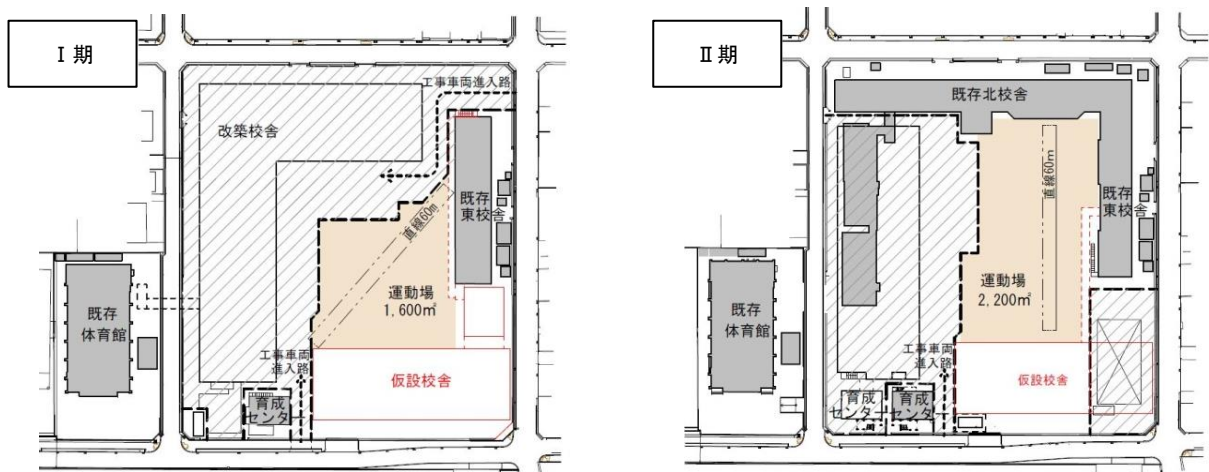 Ⅰ期
工事車両進入路
改築校舎
既存
東校舎
直線60m
運動場
1,600㎡
既存
体育館
工事車両
進入路
仮設校舎
育成
センター
Ⅱ期
既存北校舎
直線60m
既存
東校舎
運動場
2,200㎡
既存
体育館
工事車両
進入路
仮設校舎
育成
センター
育成
センター